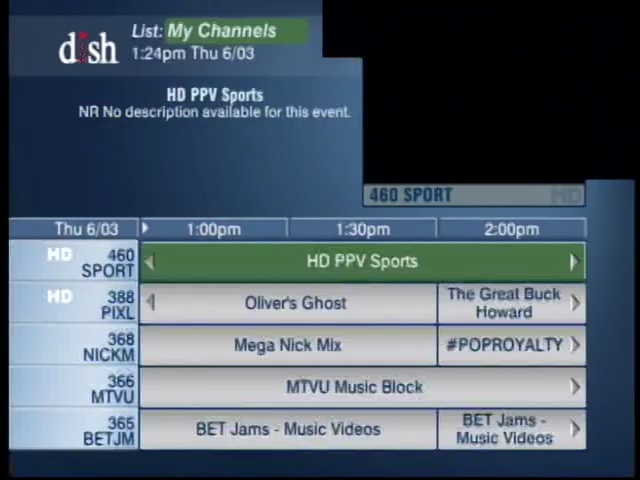 dish
List: My Channels
1:24pm Thu 6/03
HD PPV Sports
NR No description available for this event.
460 SPORT HD
Thu 6/03 1:00pm 1:30pm 2:00pm
HD 460 SPORT HD PPV Sports
HD 388 PIXL Oliver's Ghost The Great Buck Howard
368 NICKM Mega Nick Mix #POPROYALTY
366 MTVU MTVU Music Block
365 BETJM BET Jams - Music Videos BET Jams - Music Videos